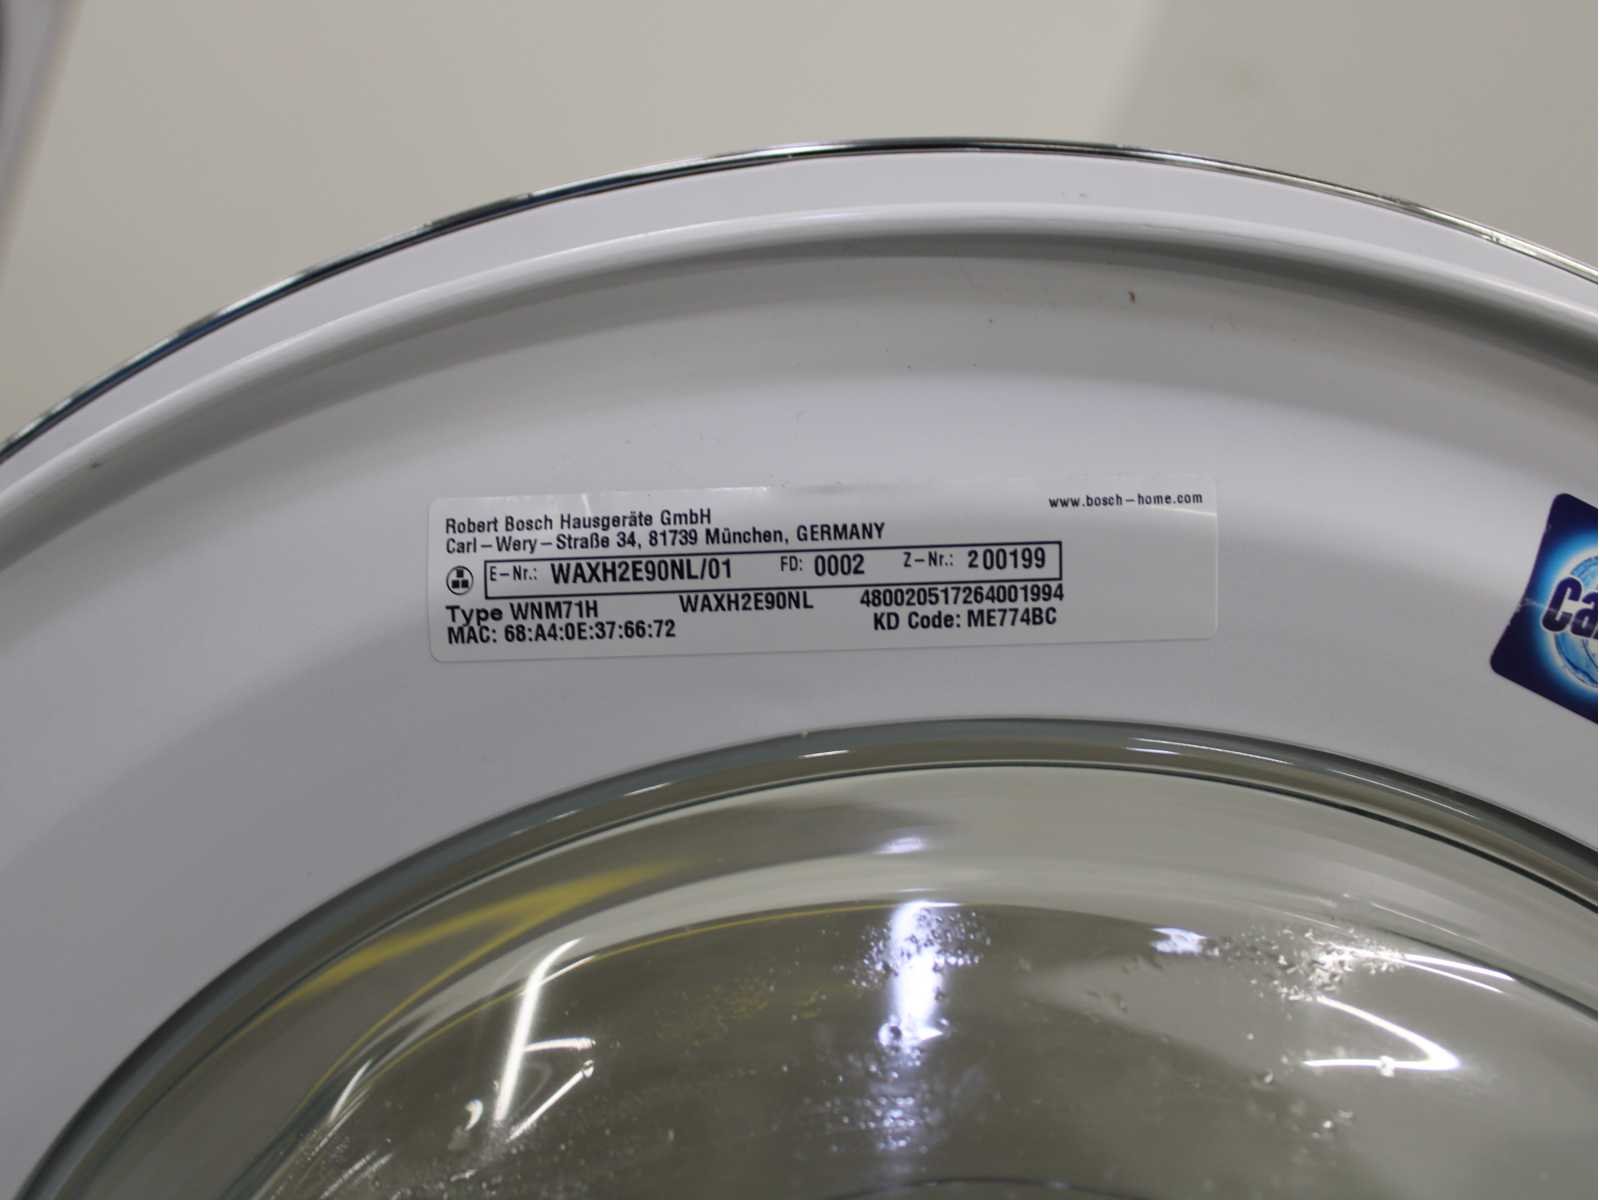 www.bosch-home.com
Robert Bosch Hausgeräte GmbH
Carl-Wery-Straße 34, 81739 München, GERMANY
E-Nr.: WAXH2E90NL/01 FD: 0002 Z-Nr.: 200199
Type WNM71H WAXH2E90NL 480020517264001994
MAC: 68:A4:0E:37:66:72 KD Code: ME774BC